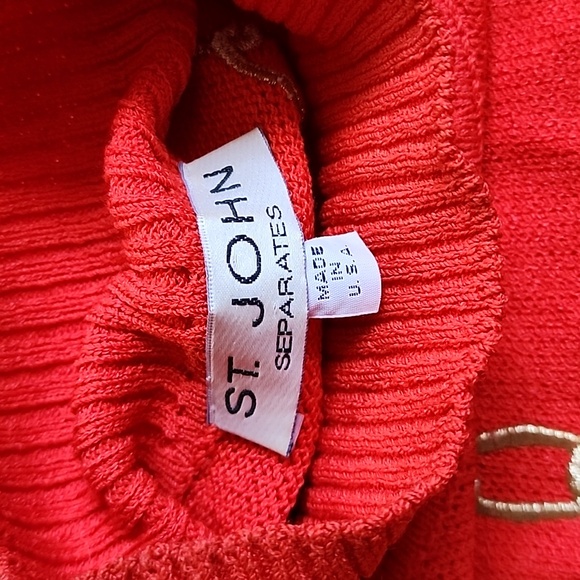 ST. JOHN
SEPARATES
MADE
IN
U.S.A.